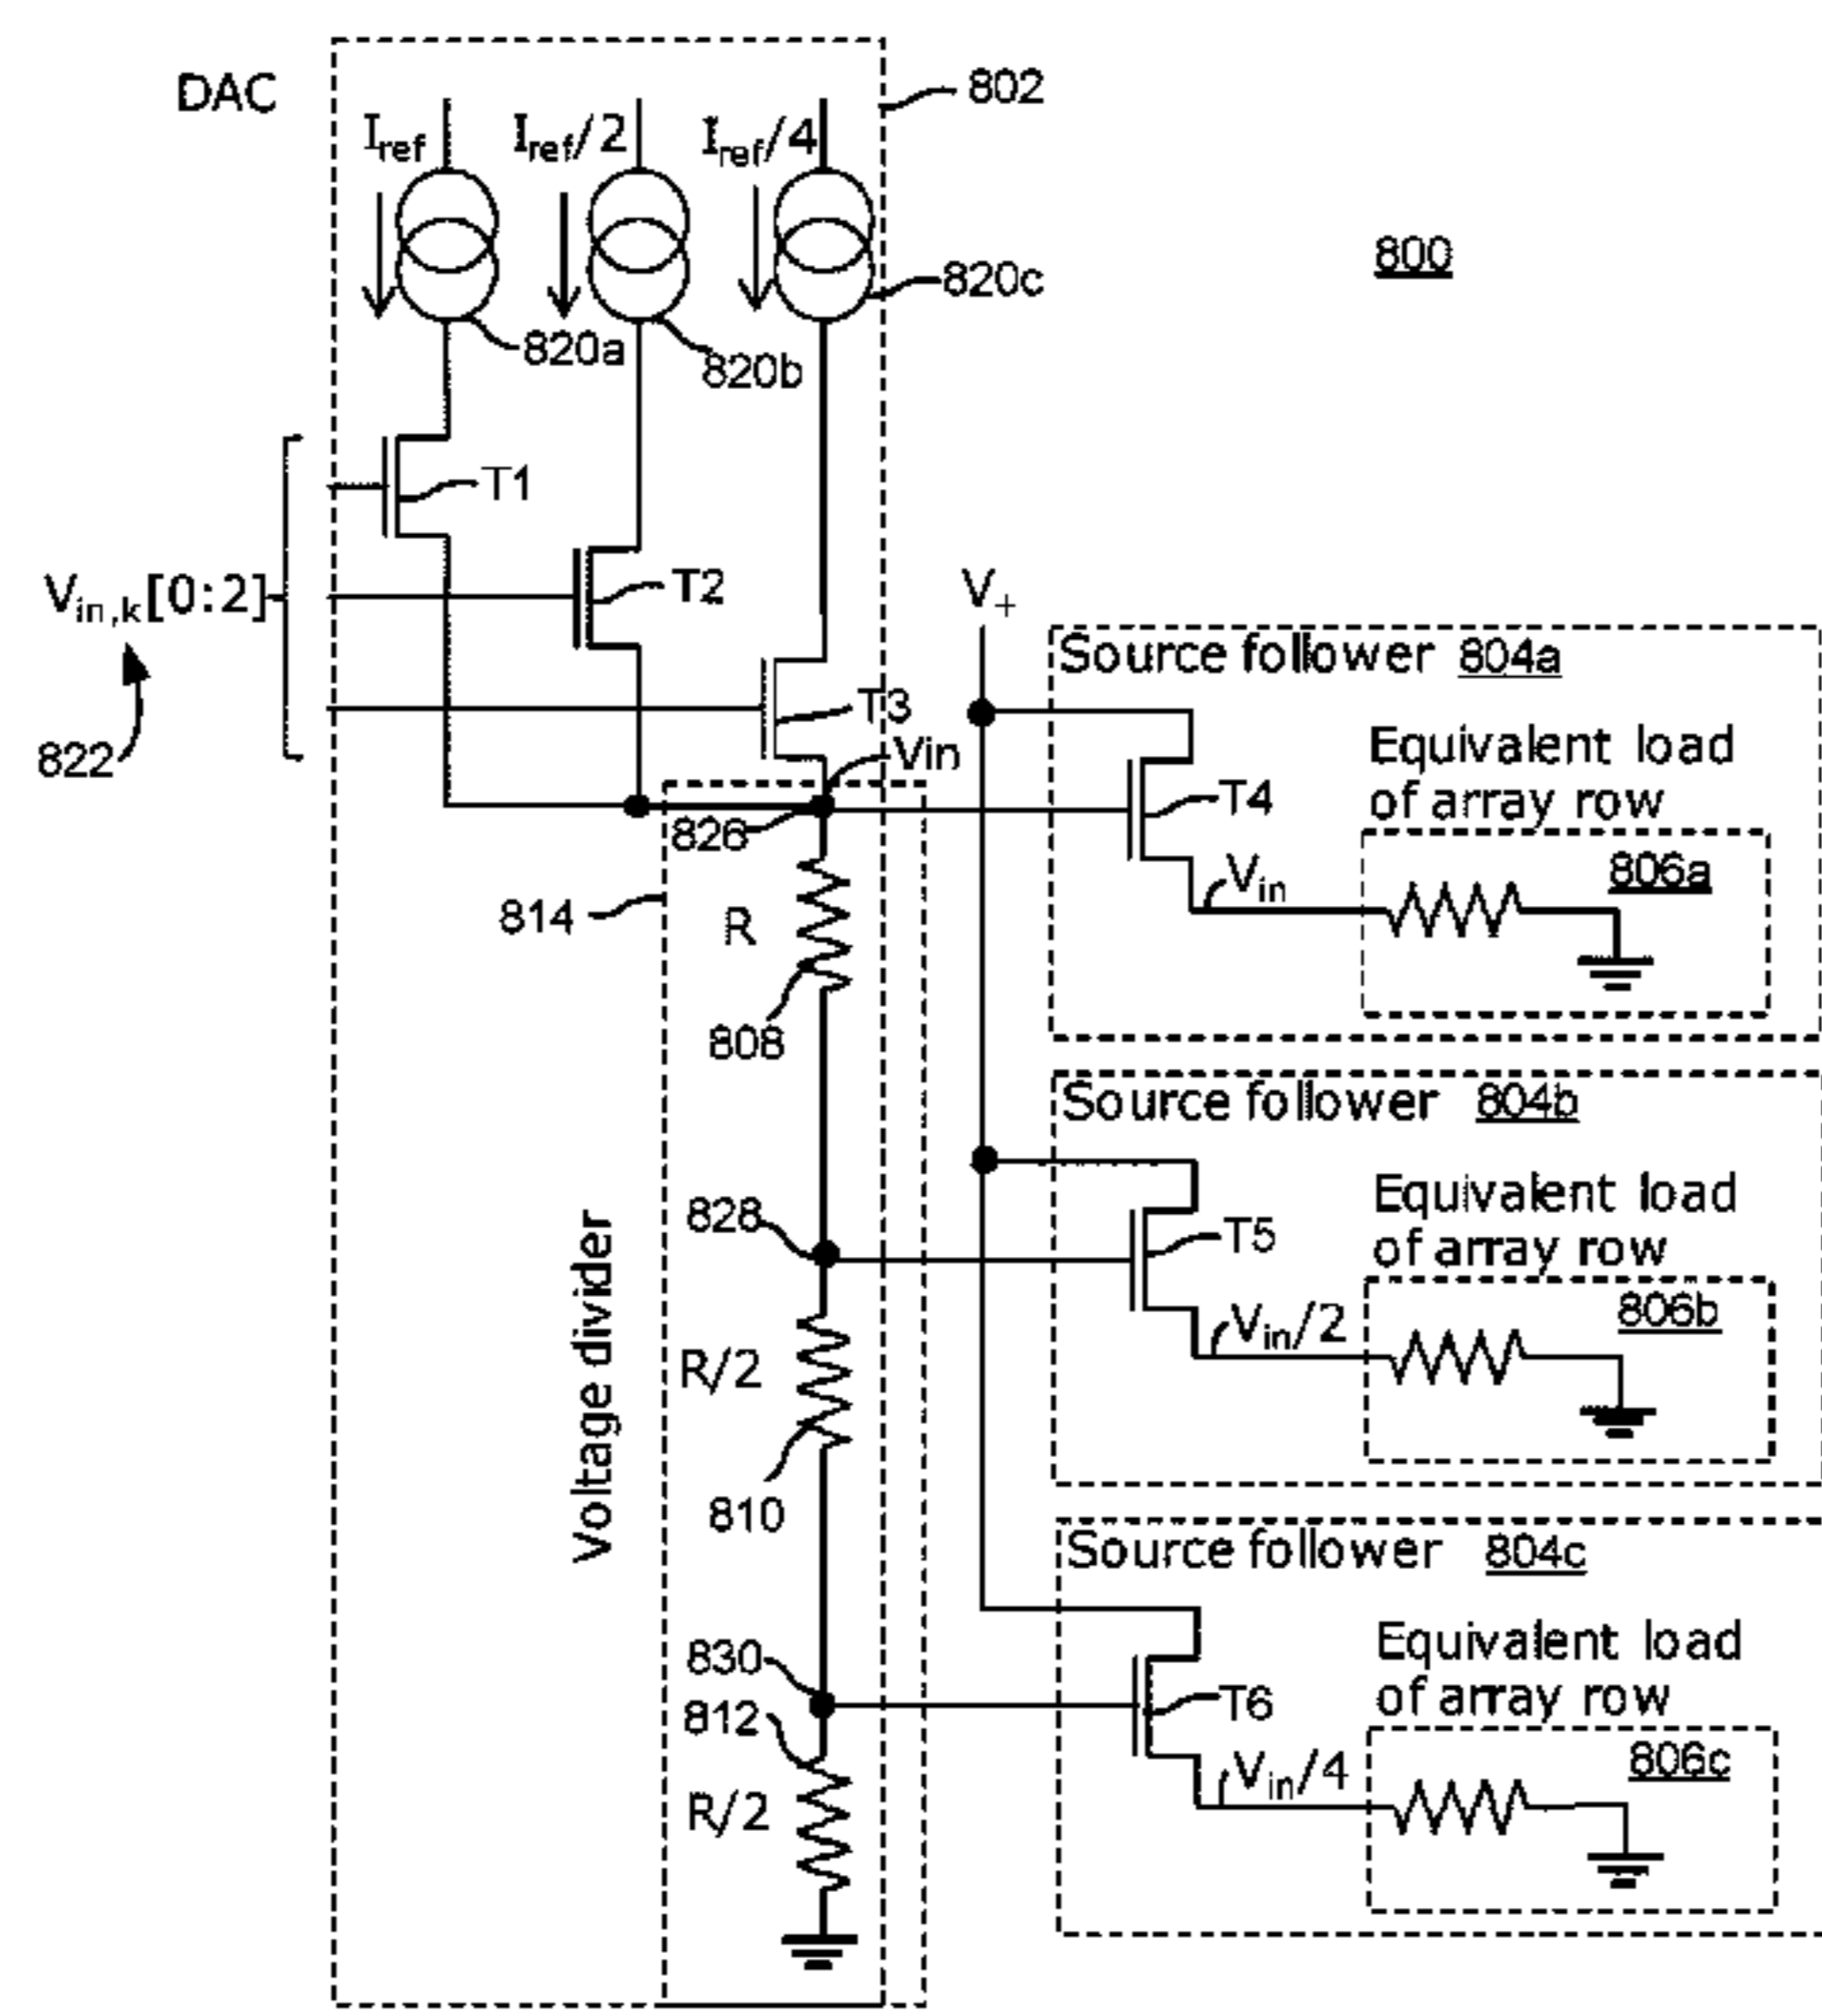 DAC
802
Iref
Iref/2
Iref/4
800
820c
820a
820b
T1
Vin,k[0:2]
T2
V+
Source follower 804a
T3
822
Vin
Equivalent load
of array row
T4
826
806a
Vin
814
R
808
Source follower 804b
Equivalent load
of array row
828
T5
Voltage divider
806b
Vin/2
R/2
810
Source follower 804c
Equivalent load
of array row
830
T6
812
806c
Vin/4
R/2